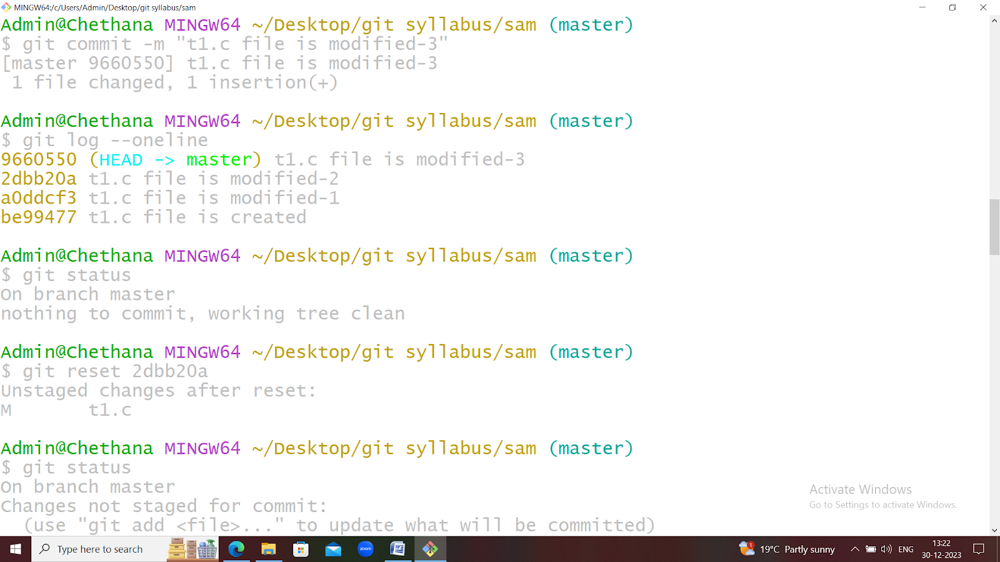 MINGW64:/c/Users/Admin/Desktop/git syllabus/sam
Admin@Chethana MINGW64 ~/Desktop/git syllabus/sam (master)
$ git commit -m "t1.c file is modified-3"
[master 9660550] t1.c file is modified-3
 1 file changed, 1 insertion(+)

Admin@Chethana MINGW64 ~/Desktop/git syllabus/sam (master)
$ git log --oneline
9660550 (HEAD -> master) t1.c file is modified-3
2dbb20a t1.c file is modified-2
a0ddcf3 t1.c file is modified-1
be99477 t1.c file is created

Admin@Chethana MINGW64 ~/Desktop/git syllabus/sam (master)
$ git status
On branch master
nothing to commit, working tree clean

Admin@Chethana MINGW64 ~/Desktop/git syllabus/sam (master)
$ git reset 2dbb20a
Unstaged changes after reset:
M       t1.c

Admin@Chethana MINGW64 ~/Desktop/git syllabus/sam (master)
$ git status
On branch master
Changes not staged for commit:
  (use "git add <file>..." to update what will be committed)
Activate Windows
Go to Settings to activate Windows.
Type here to search
zoom
W
1
19°C Partly sunny
ENG
13:22
30-12-2023